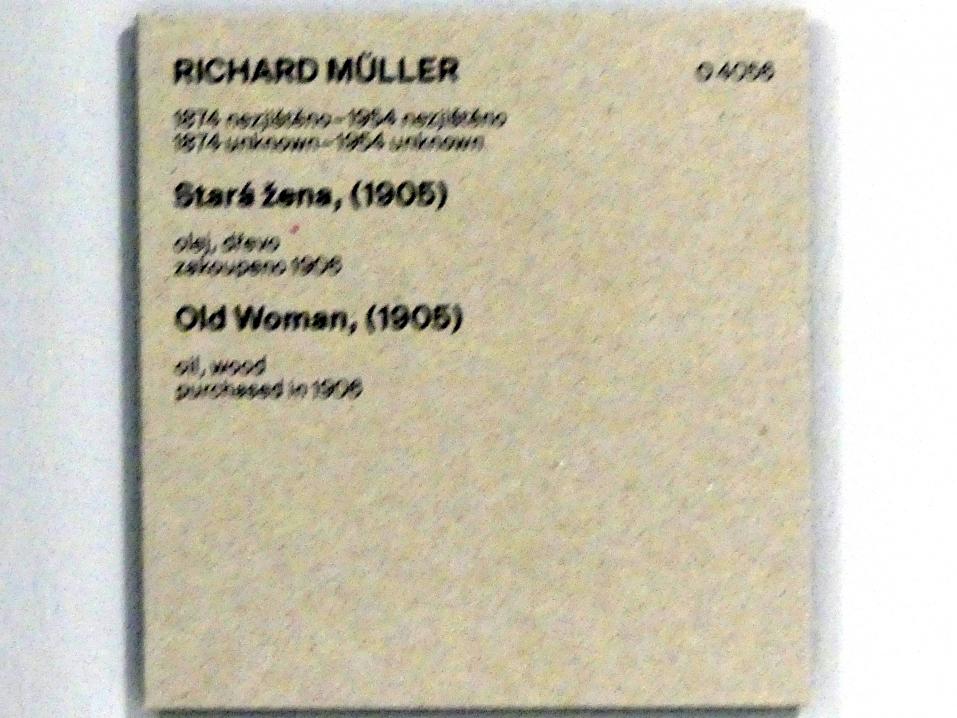 RICHARD MÜLLER
O 4056
1874 nezjištěno–1954 nezjištěno
1874 unknown–1954 unknown
Stará žena, (1905)
olej, dřevo
zakoupeno 1906
Old Woman, (1905)
oil, wood
purchased in 1906